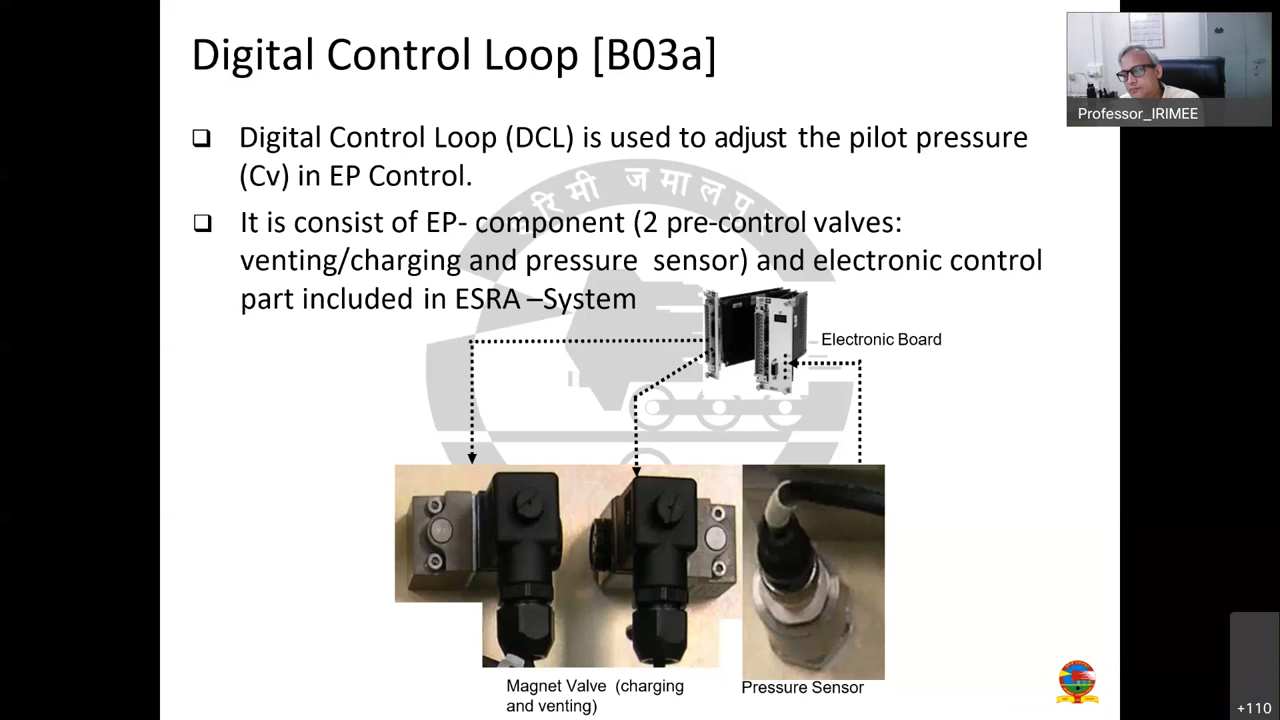 Digital Control Loop [B03a]
Professor_IRIMEE
Digital Control Loop (DCL) is used to adjust the pilot pressure
(Cv) in EP Control.
It is consist of EP- component (2 pre-control valves:
venting/charging and pressure sensor) and electronic control
part included in ESRA –System
Electronic Board
Magnet Valve (charging
and venting)
Pressure Sensor
+110